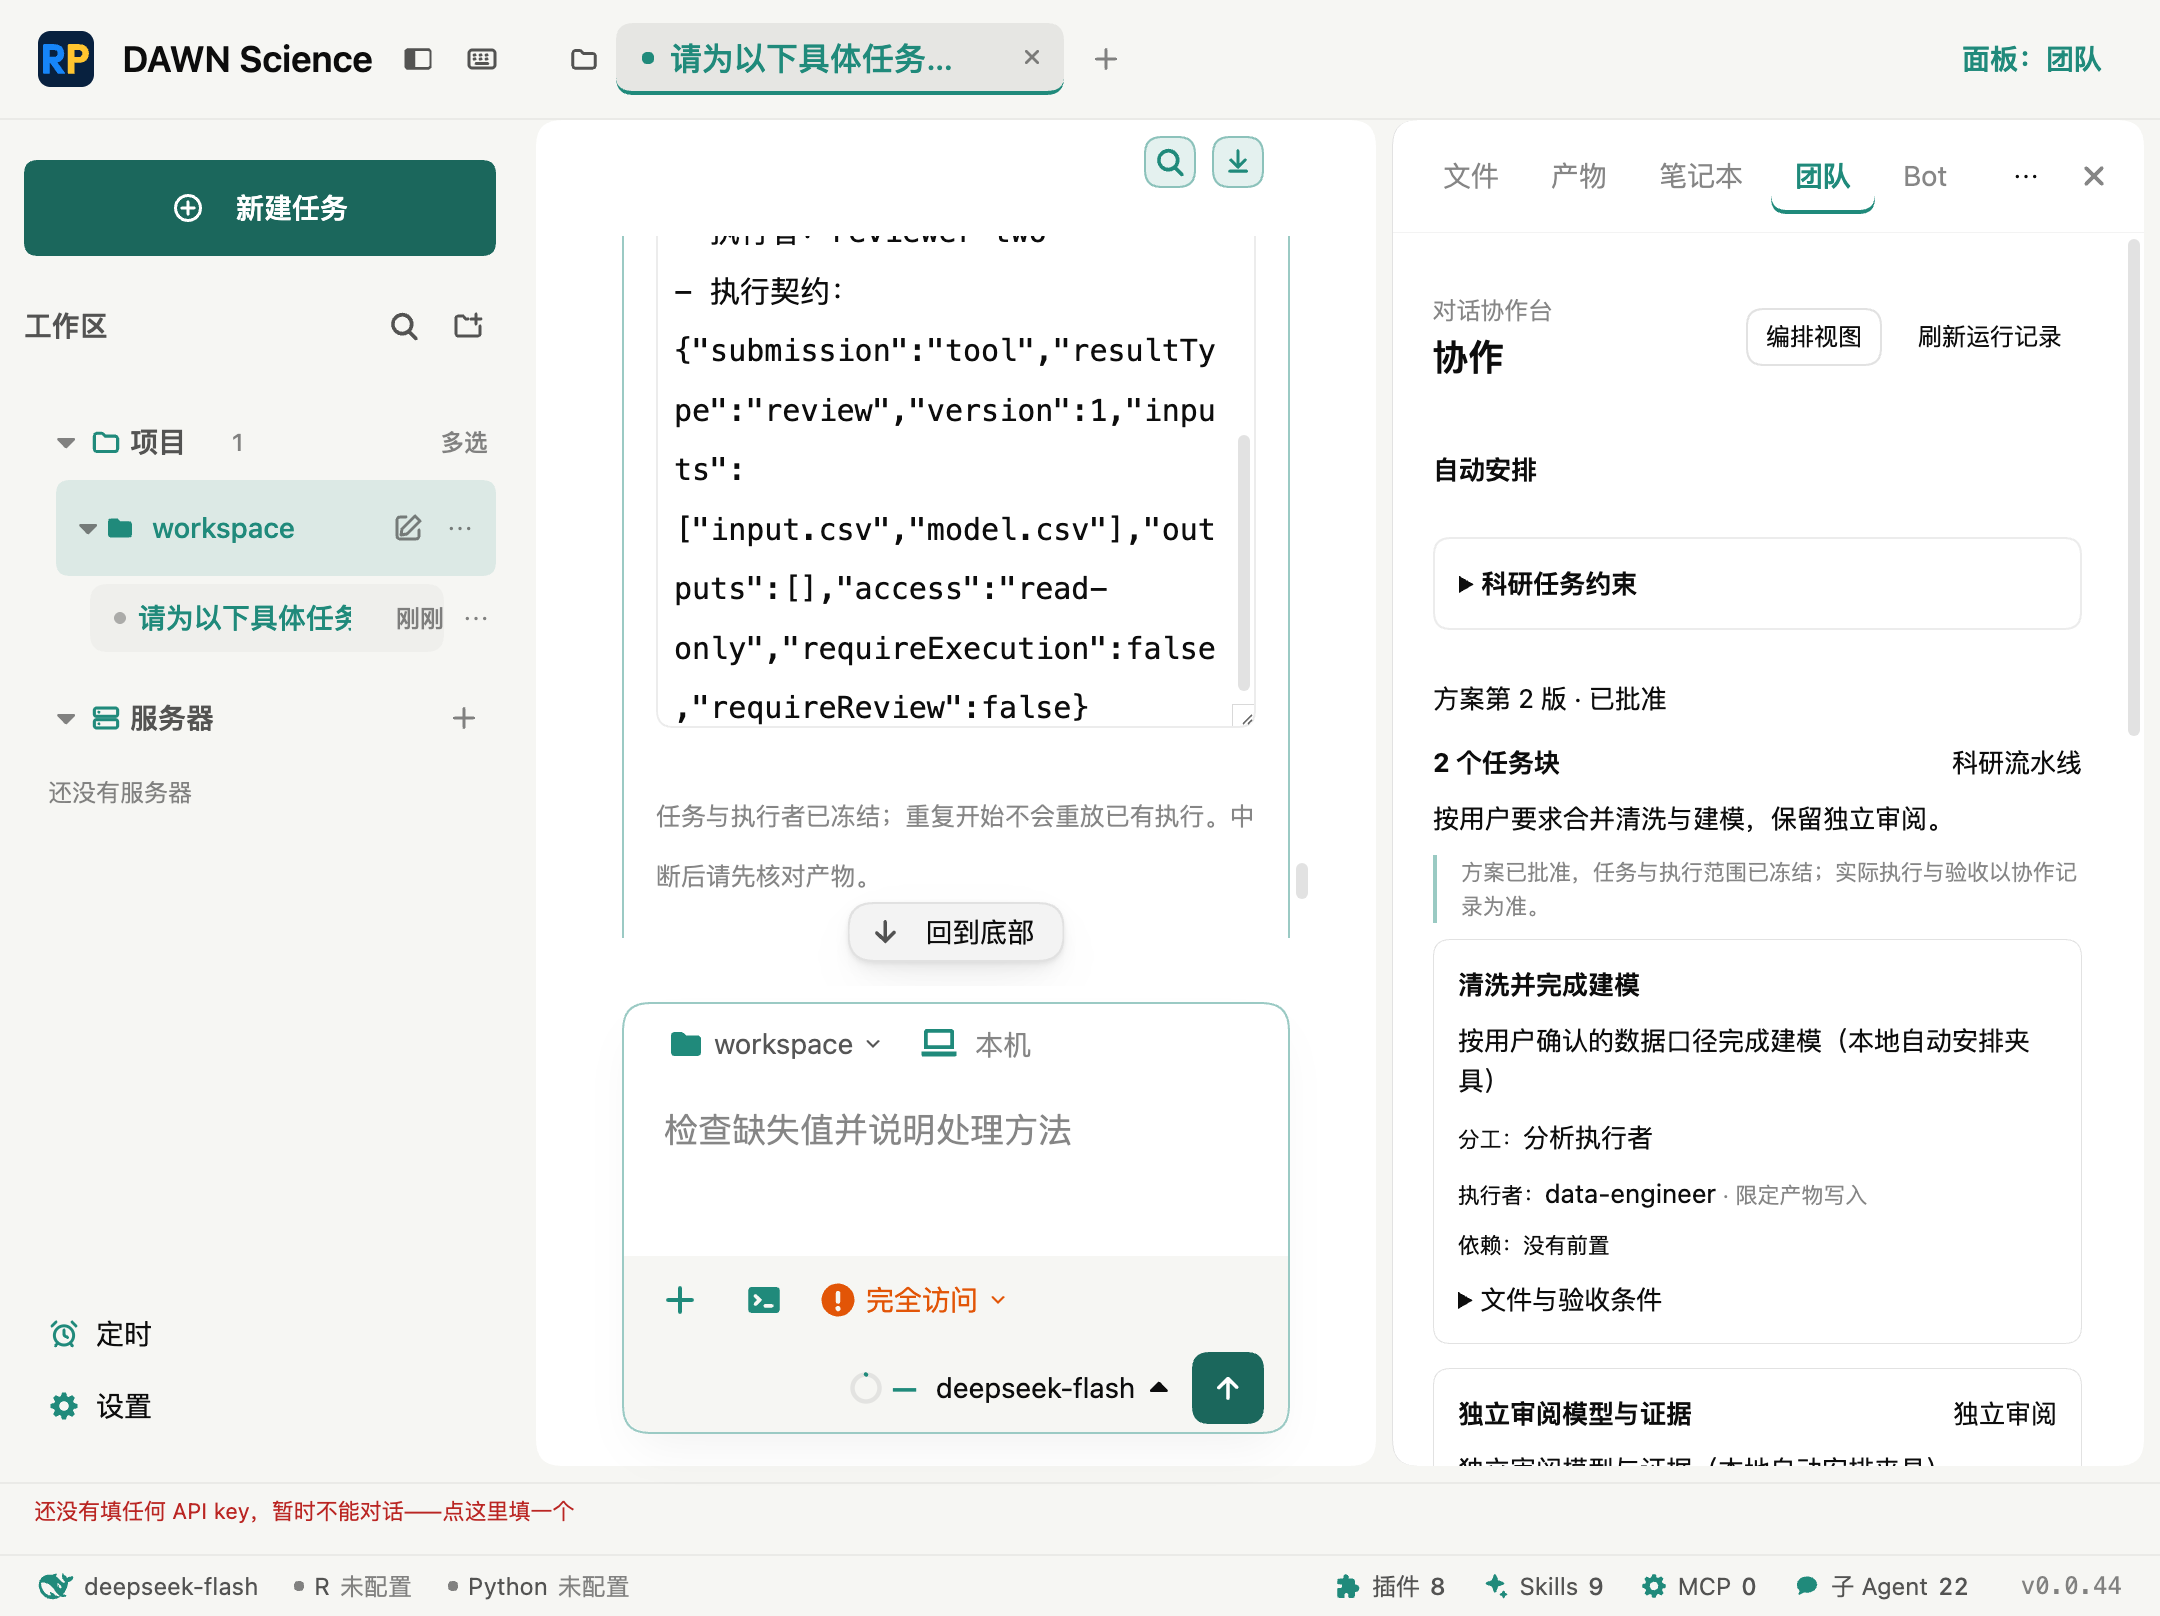 RP DAWN Science
请为以下具体任务...
面板：团队
新建任务
工作区
项目 1 多选
workspace
请为以下具体任务 刚刚
服务器
还没有服务器
定时
设置
- 执行契约：
{"submission":"tool","resultTy
pe":"review","version":1,"inpu
ts":
["input.csv","model.csv"],"out
puts":[],"access":"read-
only","requireExecution":false
,"requireReview":false}
任务与执行者已冻结；重复开始不会重放已有执行。中
断后请先核对产物。
回到底部
workspace 本机
检查缺失值并说明处理方法
完全访问
deepseek-flash
文件 产物 笔记本 团队 Bot
对话协作台
协作
编排视图 刷新运行记录
自动安排
科研任务约束
方案第 2 版 · 已批准
2 个任务块 科研流水线
按用户要求合并清洗与建模，保留独立审阅。
方案已批准，任务与执行范围已冻结；实际执行与验收以协作记
录为准。
清洗并完成建模
按用户确认的数据口径完成建模（本地自动安排夹
具）
分工：分析执行者
执行者：data-engineer · 限定产物写入
依赖：没有前置
文件与验收条件
独立审阅模型与证据 独立审阅
还没有填任何 API key，暂时不能对话——点这里填一个
deepseek-flash R 未配置 Python 未配置
插件 8 Skills 9 MCP 0 子 Agent 22 v0.0.44